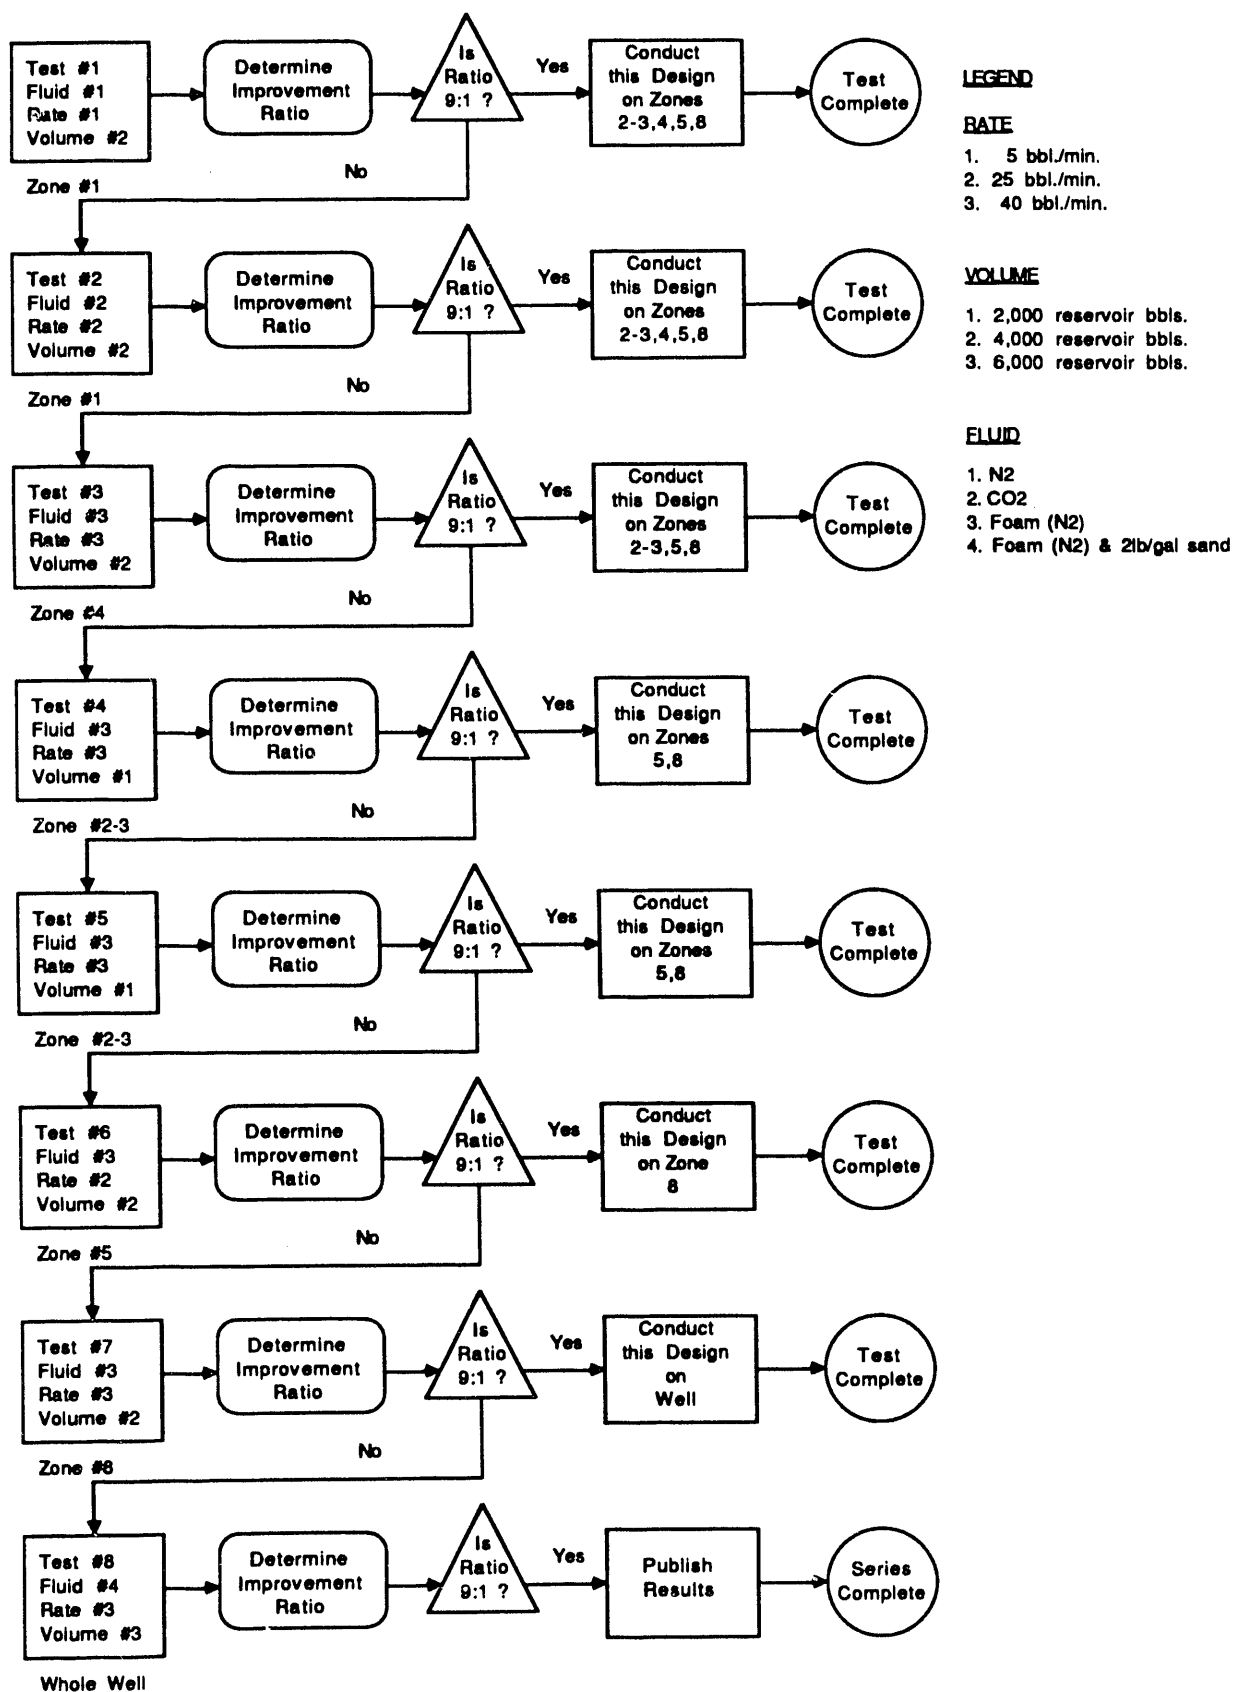 Test #1
Fluid #1
Rate #1
Volume #2
Zone #1
Determine
Improvement
Ratio
Is
Ratio
9:1 ?
Yes
No
Conduct
this Design
on Zones
2-3,4,5,8
Test
Complete
Test #2
Fluid #2
Rate #2
Volume #2
Zone #1
Determine
Improvement
Ratio
Is
Ratio
9:1 ?
Yes
No
Conduct
this Design
on Zones
2-3,4,5,8
Test
Complete
Test #3
Fluid #3
Rate #3
Volume #2
Zone #4
Determine
Improvement
Ratio
Is
Ratio
9:1 ?
Yes
No
Conduct
this Design
on Zones
2-3,5,8
Test
Complete
Test #4
Fluid #3
Rate #3
Volume #1
Zone #2-3
Determine
Improvement
Ratio
Is
Ratio
9:1 ?
Yes
No
Conduct
this Design
on Zones
5,8
Test
Complete
Test #5
Fluid #3
Rate #3
Volume #1
Zone #2-3
Determine
Improvement
Ratio
Is
Ratio
9:1 ?
Yes
No
Conduct
this Design
on Zones
5,8
Test
Complete
Test #6
Fluid #3
Rate #2
Volume #2
Zone #5
Determine
Improvement
Ratio
Is
Ratio
9:1 ?
Yes
No
Conduct
this Design
on Zone
8
Test
Complete
Test #7
Fluid #3
Rate #3
Volume #2
Zone #8
Determine
Improvement
Ratio
Is
Ratio
9:1 ?
Yes
No
Conduct
this Design
on
Well
Test
Complete
Test #8
Fluid #4
Rate #3
Volume #3
Whole Well
Determine
Improvement
Ratio
Is
Ratio
9:1 ?
Yes
Publish
Results
Series
Complete
LEGEND
RATE
1. 5 bbl./min.
2. 25 bbl./min.
3. 40 bbl./min.
VOLUME
1. 2,000 reservoir bbls.
2. 4,000 reservoir bbls.
3. 6,000 reservoir bbls.
FLUID
1. N2
2. CO2
3. Foam (N2)
4. Foam (N2) & 2lb/gal sand